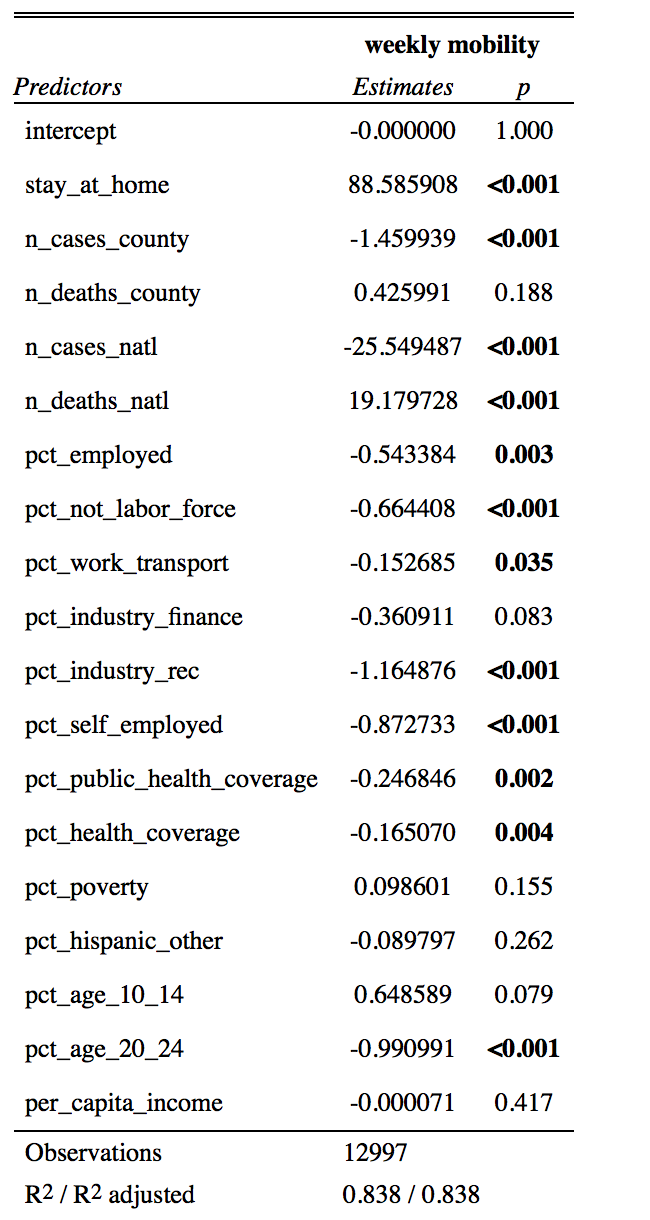 weekly mobility
Predictors Estimates p
intercept -0.000000 1.000
stay_at_home 88.585908 <0.001
n_cases_county -1.459939 <0.001
n_deaths_county 0.425991 0.188
n_cases_natl -25.549487 <0.001
n_deaths_natl 19.179728 <0.001
pct_employed -0.543384 0.003
pct_not_labor_force -0.664408 <0.001
pct_work_transport -0.152685 0.035
pct_industry_finance -0.360911 0.083
pct_industry_rec -1.164876 <0.001
pct_self_employed -0.872733 <0.001
pct_public_health_coverage -0.246846 0.002
pct_health_coverage -0.165070 0.004
pct_poverty 0.098601 0.155
pct_hispanic_other -0.089797 0.262
pct_age_10_14 0.648589 0.079
pct_age_20_24 -0.990991 <0.001
per_capita_income -0.000071 0.417
Observations 12997
R2 / R2 adjusted 0.838 / 0.838